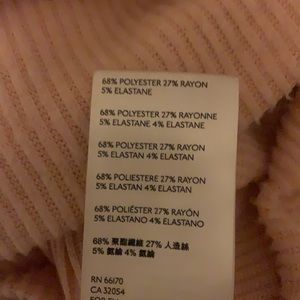 68% POLYESTER 27% RAYON
5% ELASTANE
68% POLYESTER 27% RAYONNE
5% ELASTANE 4% ELASTANE
68% POLYESTER 27% RAYON
5% ELASTAN 4% ELASTAN
68% POLIESTERE 27% RAYON
5% ELASTAN 4% ELASTAN
68% POLIÉSTER 27% RAYÓN
5% ELASTANO 4% ELASTANO
68% 聚酯纖維 27% 人造絲
5% 氨綸 4% 氨綸
RN 66170
CA 32054